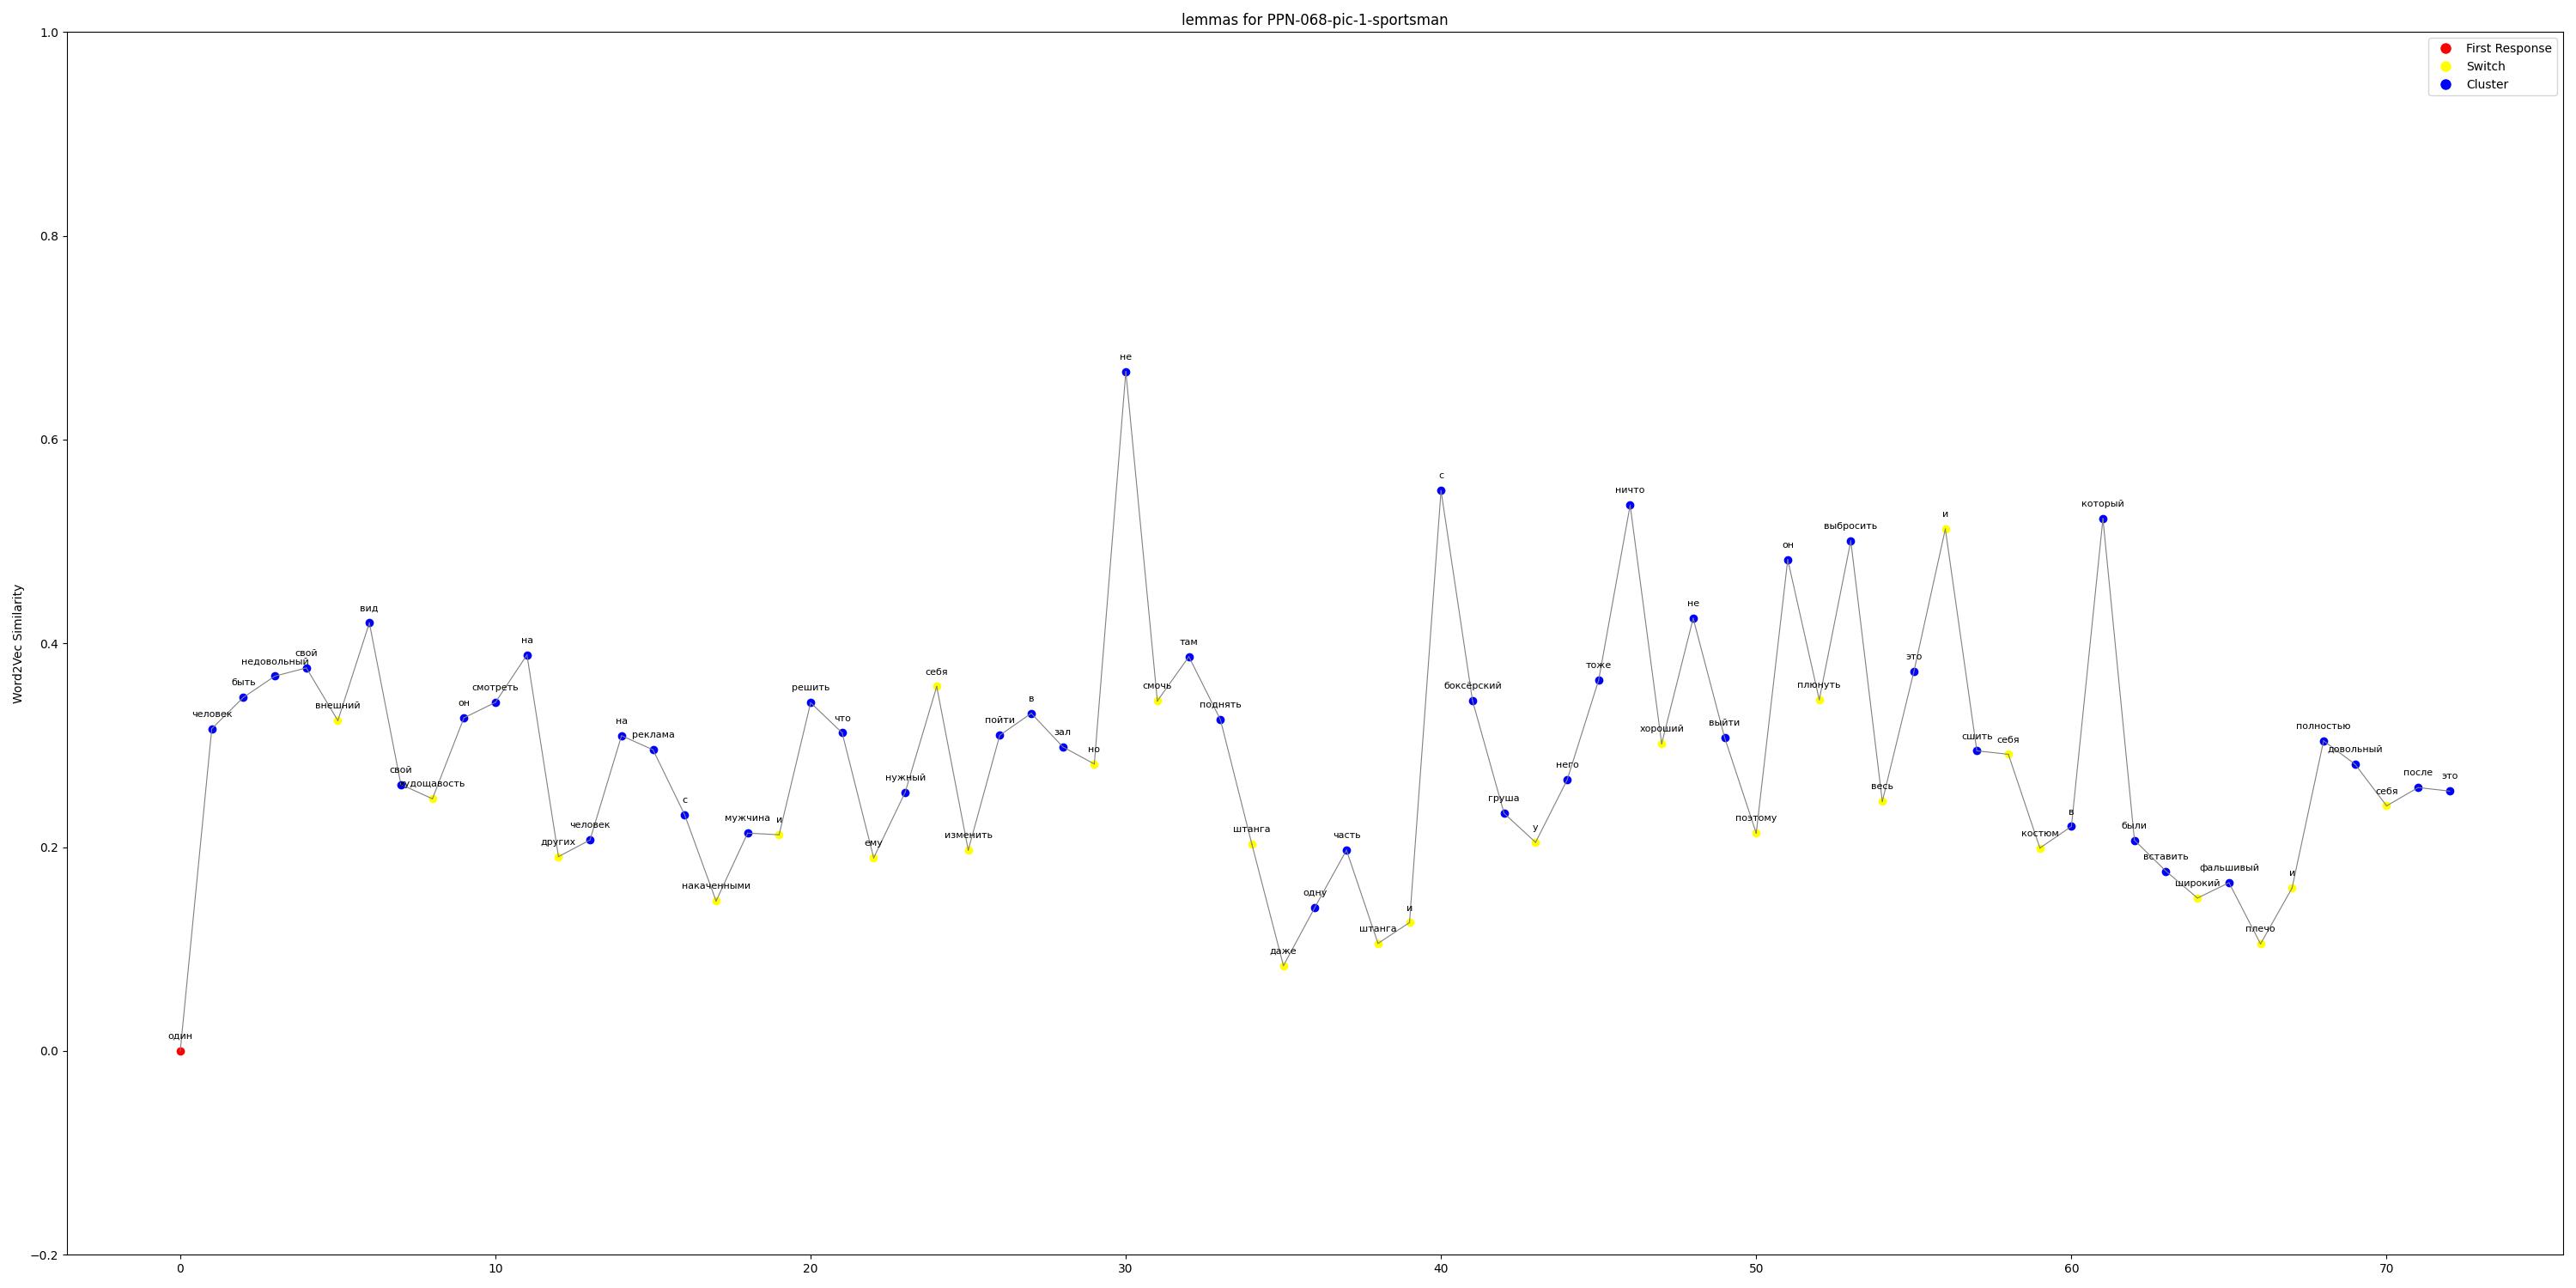 lemmas for PPN-068-pic-1-sportsman
First Response
Switch
Cluster
Word2Vec Similarity
1.0
0.8
0.6
0.4
0.2
0.0
−0.2
0
10
20
30
40
50
60
70
один
человек
быть
недовольный
свой
внешний
вид
свой
он
смотреть
на
других
человек
на
реклама
с
накаченными
мужчина
и
решить
что
ему
нужный
себя
изменить
пойти
в
зал
но
не
смочь
там
поднять
штанга
даже
одну
часть
штанга
и
с
боксёрский
груша
у
него
тоже
ничто
хороший
не
выйти
поэтому
он
плюнуть
выбросить
весь
это
и
сшить
себя
костюм
в
который
были
вставить
широкий
фальшивый
плечо
и
полностью
довольный
себя
после
это